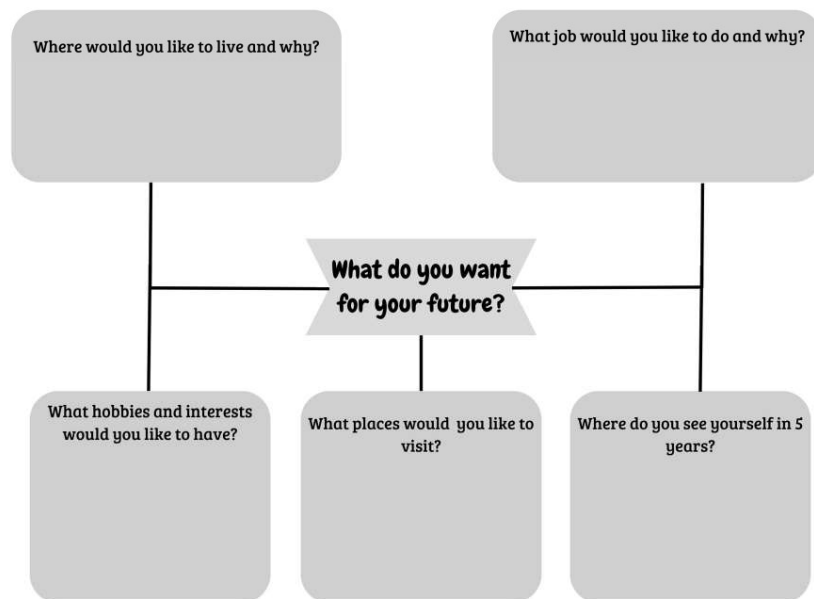 Where would you like to live and why?
What job would you like to do and why?
What do you want
for your future?
What hobbies and interests
would you like to have?
What places would you like to
visit?
Where do you see yourself in 5
years?